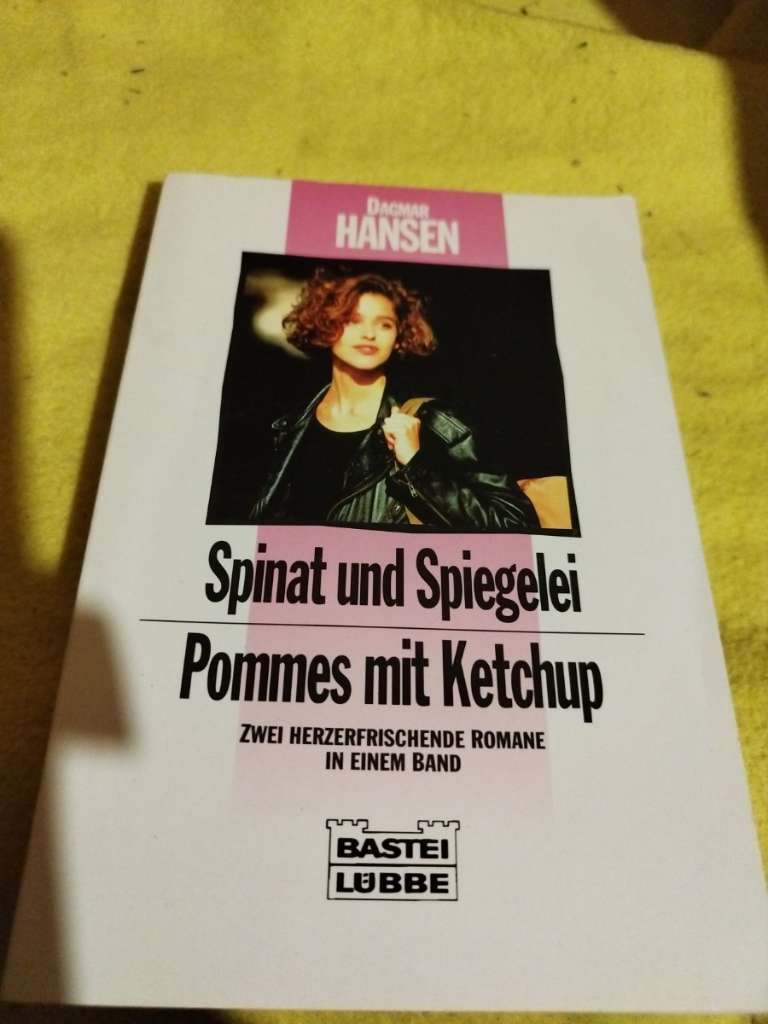 DAGMAR
HANSEN
Spinat und Spiegelei
Pommes mit Ketchup
ZWEI HERZERFRISCHENDE ROMANE
IN EINEM BAND
BASTEI
LÜBBE